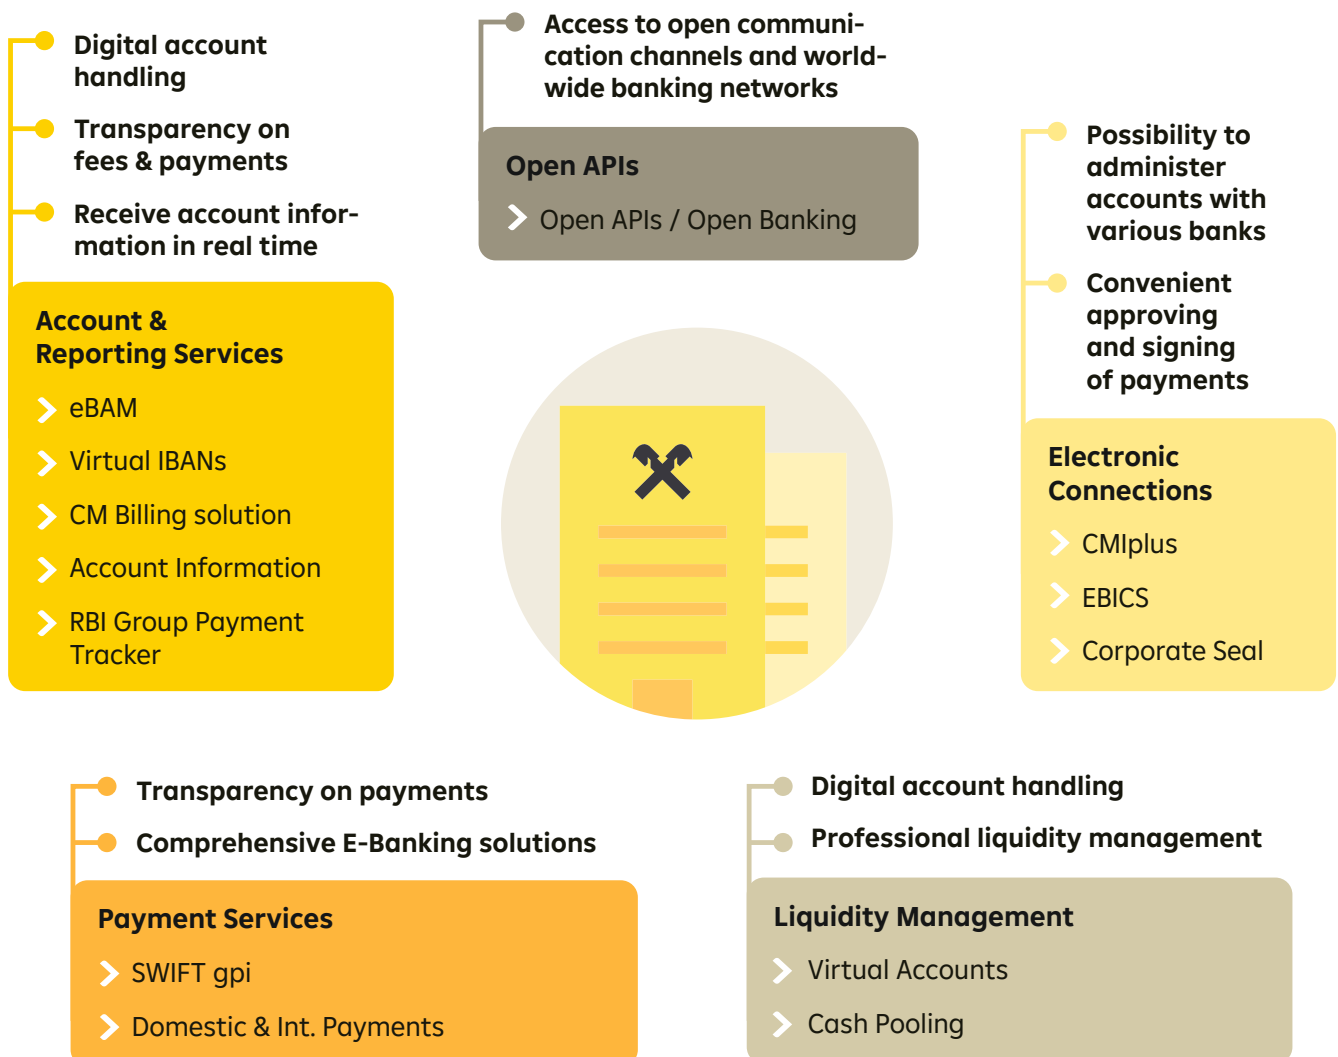 Digital account
handling
Transparency on
fees & payments
Receive account infor-
mation in real time
Account &
Reporting Services
eBAM
Virtual IBANs
CM Billing solution
Account Information
RBI Group Payment
Tracker
Access to open communi-
cation channels and world-
wide banking networks
Open APIs
Open APIs / Open Banking
Possibility to
administer
accounts with
various banks
Convenient
approving
and signing
of payments
Electronic
Connections
CMIplus
EBICS
Corporate Seal
Transparency on payments
Comprehensive E-Banking solutions
Payment Services
SWIFT gpi
Domestic & Int. Payments
Digital account handling
Professional liquidity management
Liquidity Management
Virtual Accounts
Cash Pooling